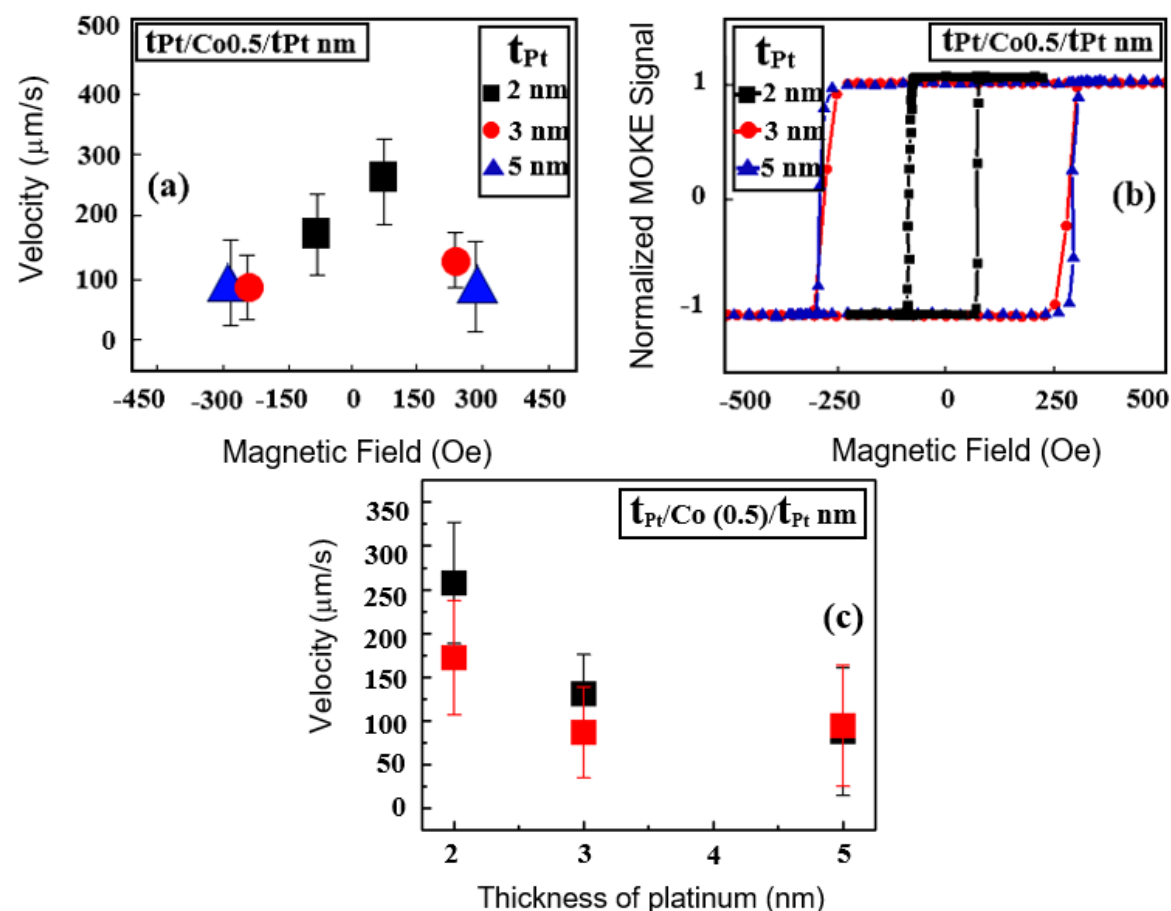 500
400
300
200
100
0
Velocity (μm/s)
tPt/Co0.5/tPt nm
tPt
2 nm
3 nm
5 nm
(a)
-450 -300 -150 0 150 300 450
Magnetic Field (Oe)
Normalized MOKE Signal
1
0
-1
tPt
2 nm
3 nm
5 nm
tPt/Co0.5/tPt nm
(b)
-500 -250 0 250 500
Magnetic Field (Oe)
350
300
250
200
150
100
50
0
Velocity (μm/s)
tPt/Co (0.5)/tPt nm
(c)
2 3 4 5
Thickness of platinum (nm)